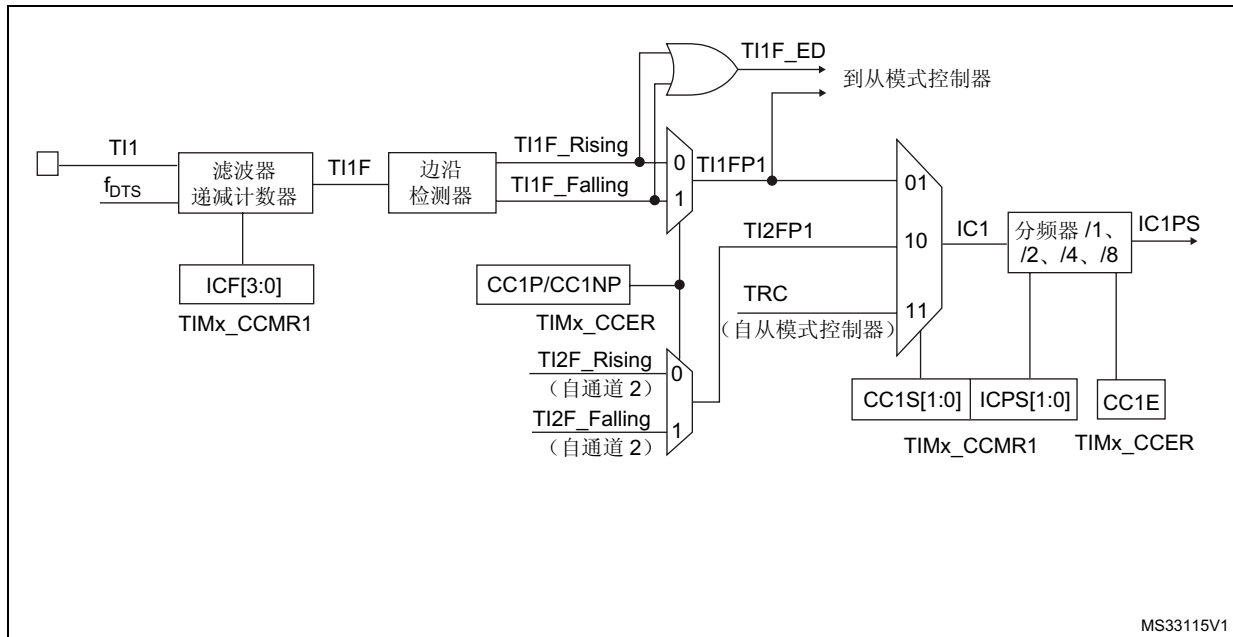 TI1F_ED
到从模式控制器
TI1
fDTS
滤波器
递减计数器
TI1F
边沿
检测器
TI1F_Rising
TI1F_Falling
0
1
TI1FP1
01
10
11
TI2FP1
TRC
（自从模式控制器）
IC1
分频器 /1、
/2、/4、/8
IC1PS
ICF[3:0]
TIMx_CCMR1
CC1P/CC1NP
TIMx_CCER
TI2F_Rising
（自通道 2）
TI2F_Falling
（自通道 2）
0
1
CC1S[1:0]
ICPS[1:0]
CC1E
TIMx_CCMR1
TIMx_CCER
MS33115V1